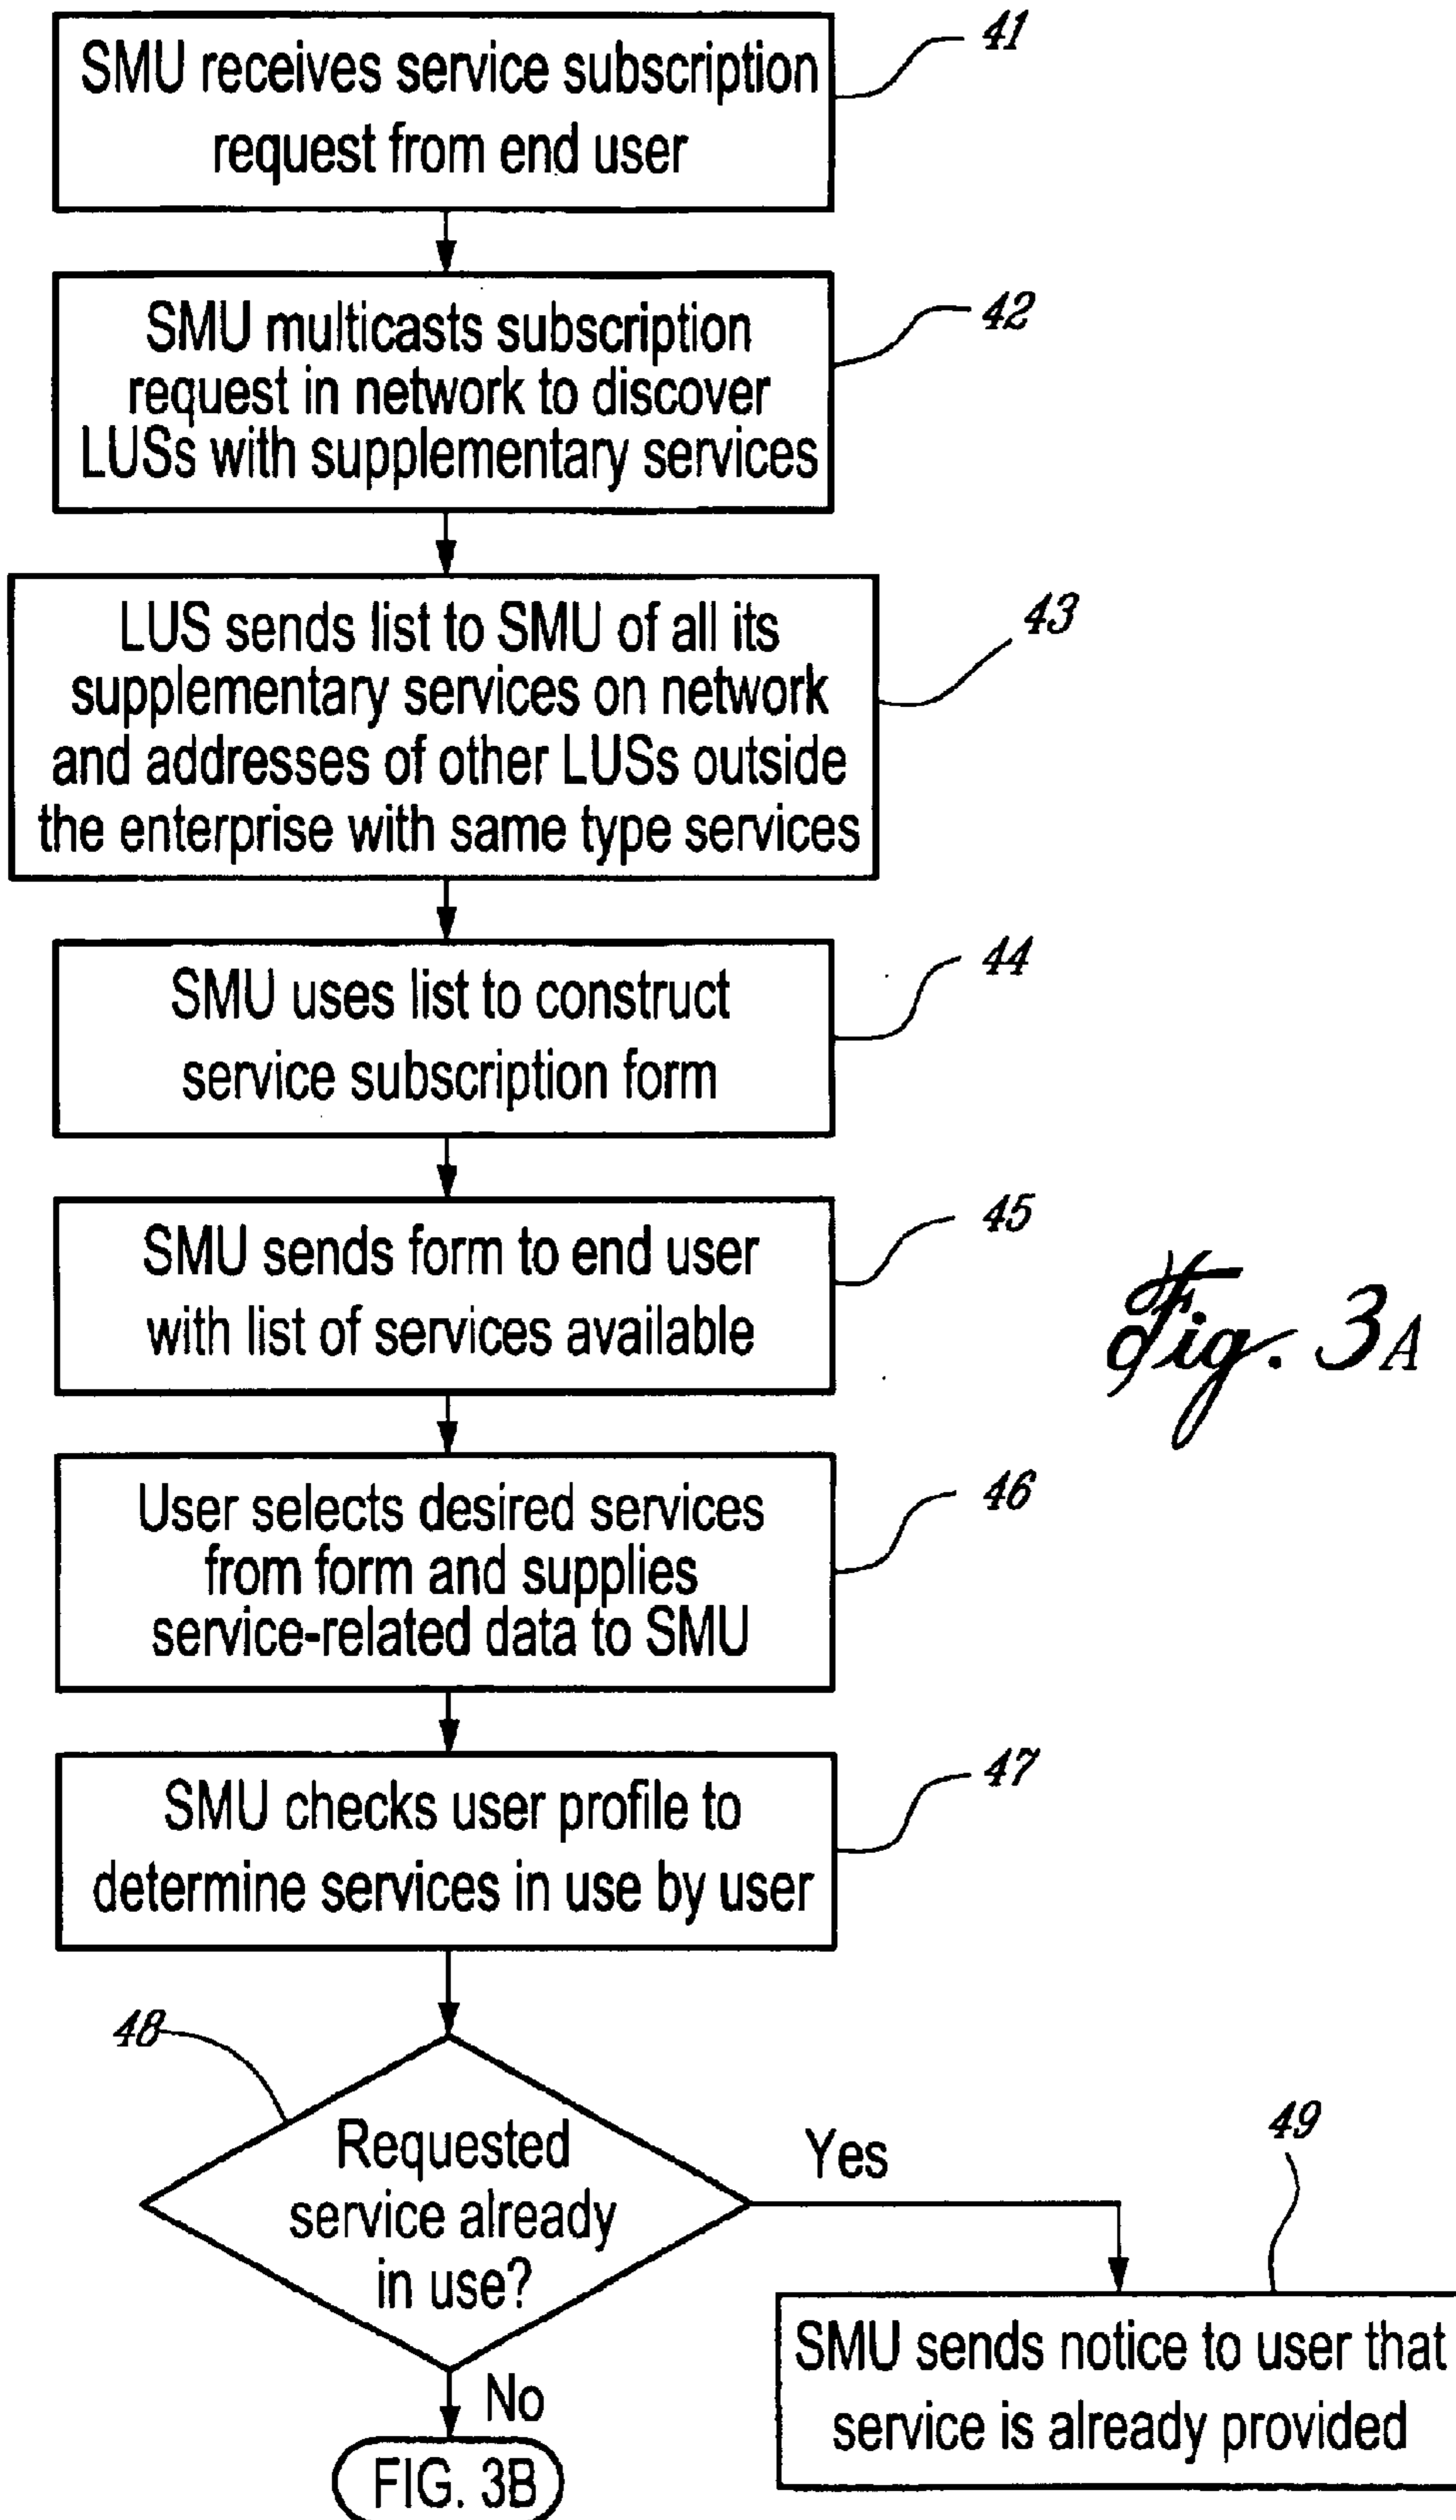 SMU receives service subscription
request from end user
41
SMU multicasts subscription
request in network to discover
LUSs with supplementary services
42
LUS sends list to SMU of all its
supplementary services on network
and addresses of other LUSs outside
the enterprise with same type services
43
SMU uses list to construct
service subscription form
44
SMU sends form to end user
with list of services available
45
Fig. 3A
User selects desired services
from form and supplies
service-related data to SMU
46
SMU checks user profile to
determine services in use by user
47
48
Requested
service already
in use?
Yes
49
SMU sends notice to user that
service is already provided
No
FIG. 3B